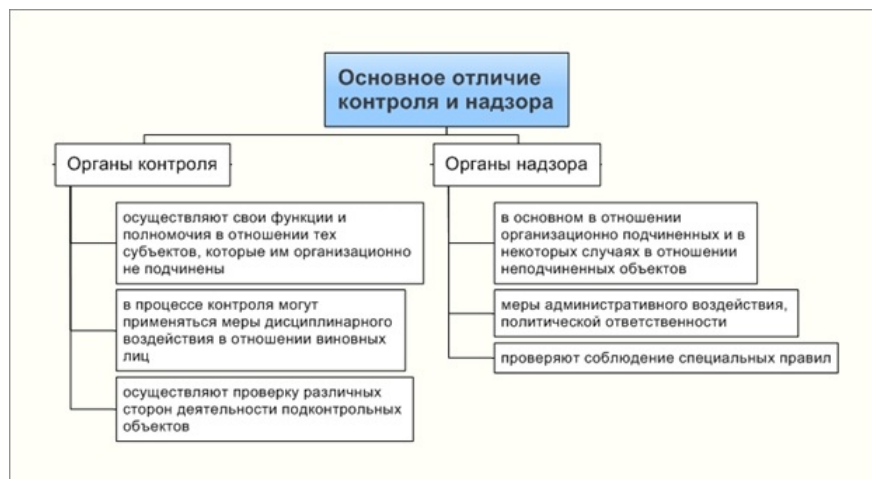 Основное отличие
контроля и надзора
Органы контроля
осуществляют свои функции и
полномочия в отношении тех
субъектов, которые им организационно
не подчинены
в процессе контроля могут
применяться меры дисциплинарного
воздействия в отношении виновных
лиц
осуществляют проверку различных
сторон деятельности подконтрольных
объектов
Органы надзора
в основном в отношении
организационно подчиненных и в
некоторых случаях в отношении
неподчиненных объектов
меры административного воздействия,
политической ответственности
проверяют соблюдение специальных правил